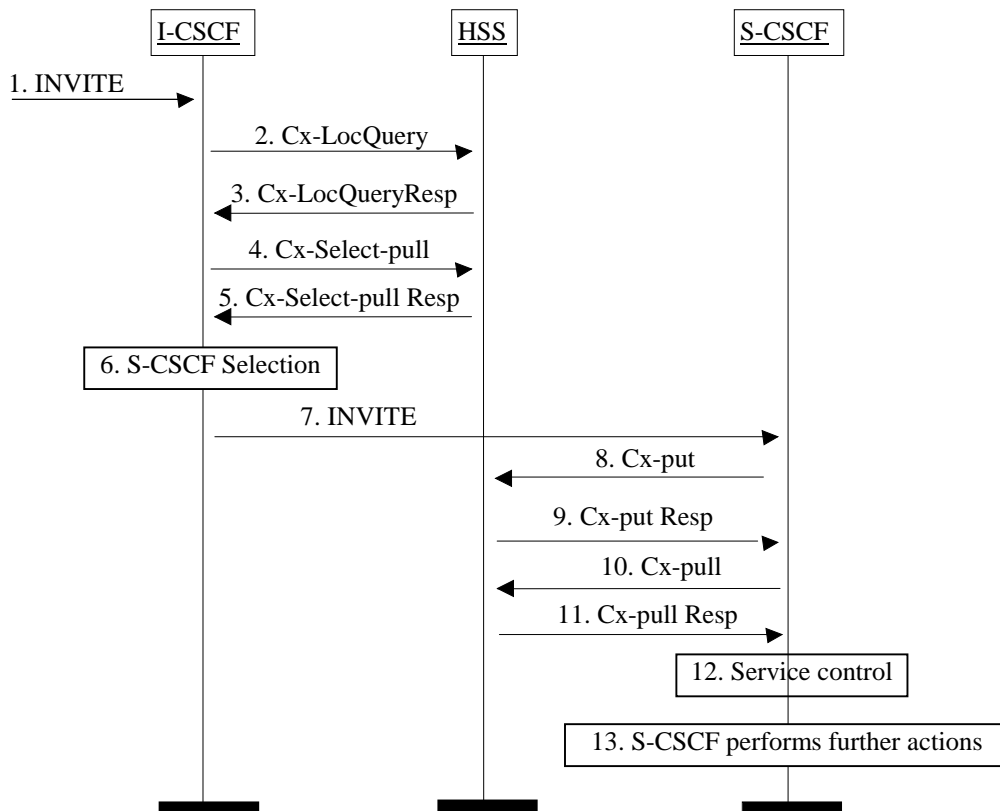 I-CSCF
HSS
S-CSCF
1. INVITE
2. Cx-LocQuery
3. Cx-LocQueryResp
4. Cx-Select-pull
5. Cx-Select-pull Resp
6. S-CSCF Selection
7. INVITE
8. Cx-put
9. Cx-put Resp
10. Cx-pull
11. Cx-pull Resp
12. Service control
13. S-CSCF performs further actions